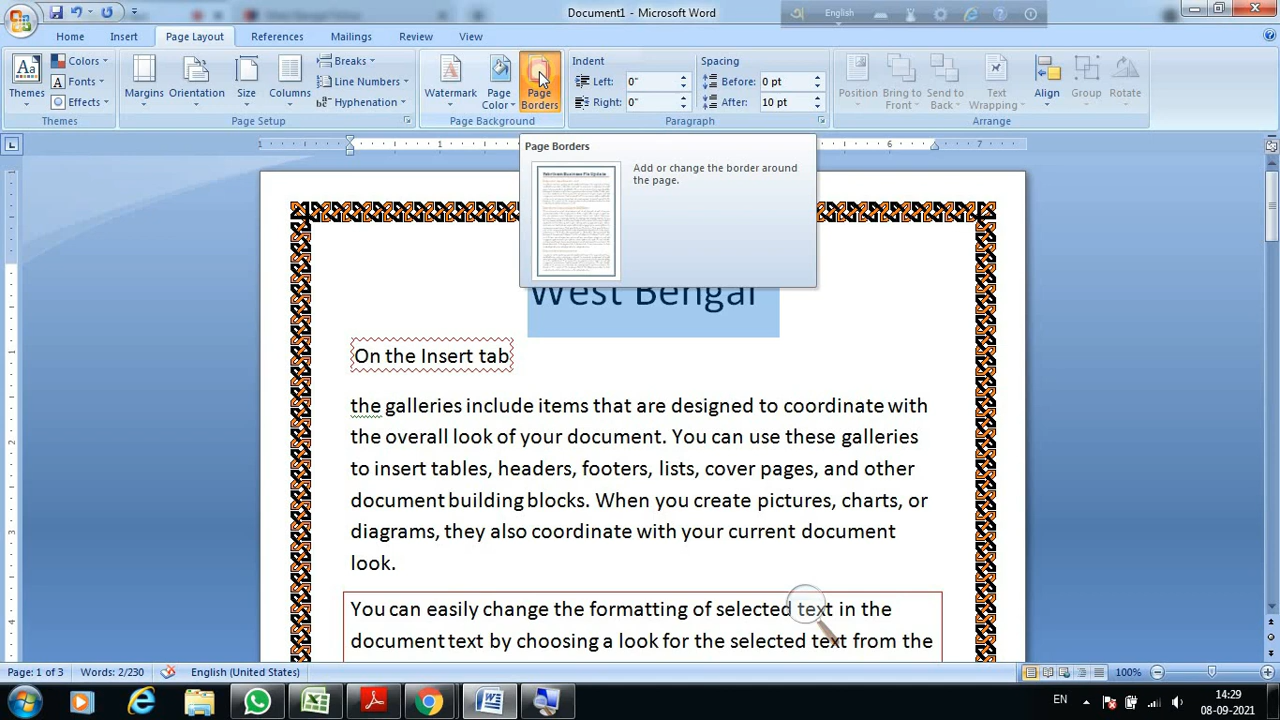 Document1 - Microsoft Word
English
Home Insert Page Layout References Mailings Review View
Themes
Colors
Fonts
Effects
Themes
Margins
Orientation
Size
Columns
Breaks
Line Numbers
Hyphenation
Page Setup
Watermark
Page Color
Page Borders
Page Background
Indent
Left: 0"
Right: 0"
Spacing
Before: 0 pt
After: 10 pt
Paragraph
Position
Bring to Front
Send to Back
Text Wrapping
Align
Group
Rotate
Arrange
1 1 6 7
Page Borders
Add or change the border around
the page.
West Bengal
On the Insert tab
the galleries include items that are designed to coordinate with
the overall look of your document. You can use these galleries
to insert tables, headers, footers, lists, cover pages, and other
document building blocks. When you create pictures, charts, or
diagrams, they also coordinate with your current document
look.
You can easily change the formatting of selected text in the
document text by choosing a look for the selected text from the
1
2
3
Page: 1 of 3 Words: 2/230 English (United States) 100%
EN 14:29
08-09-2021